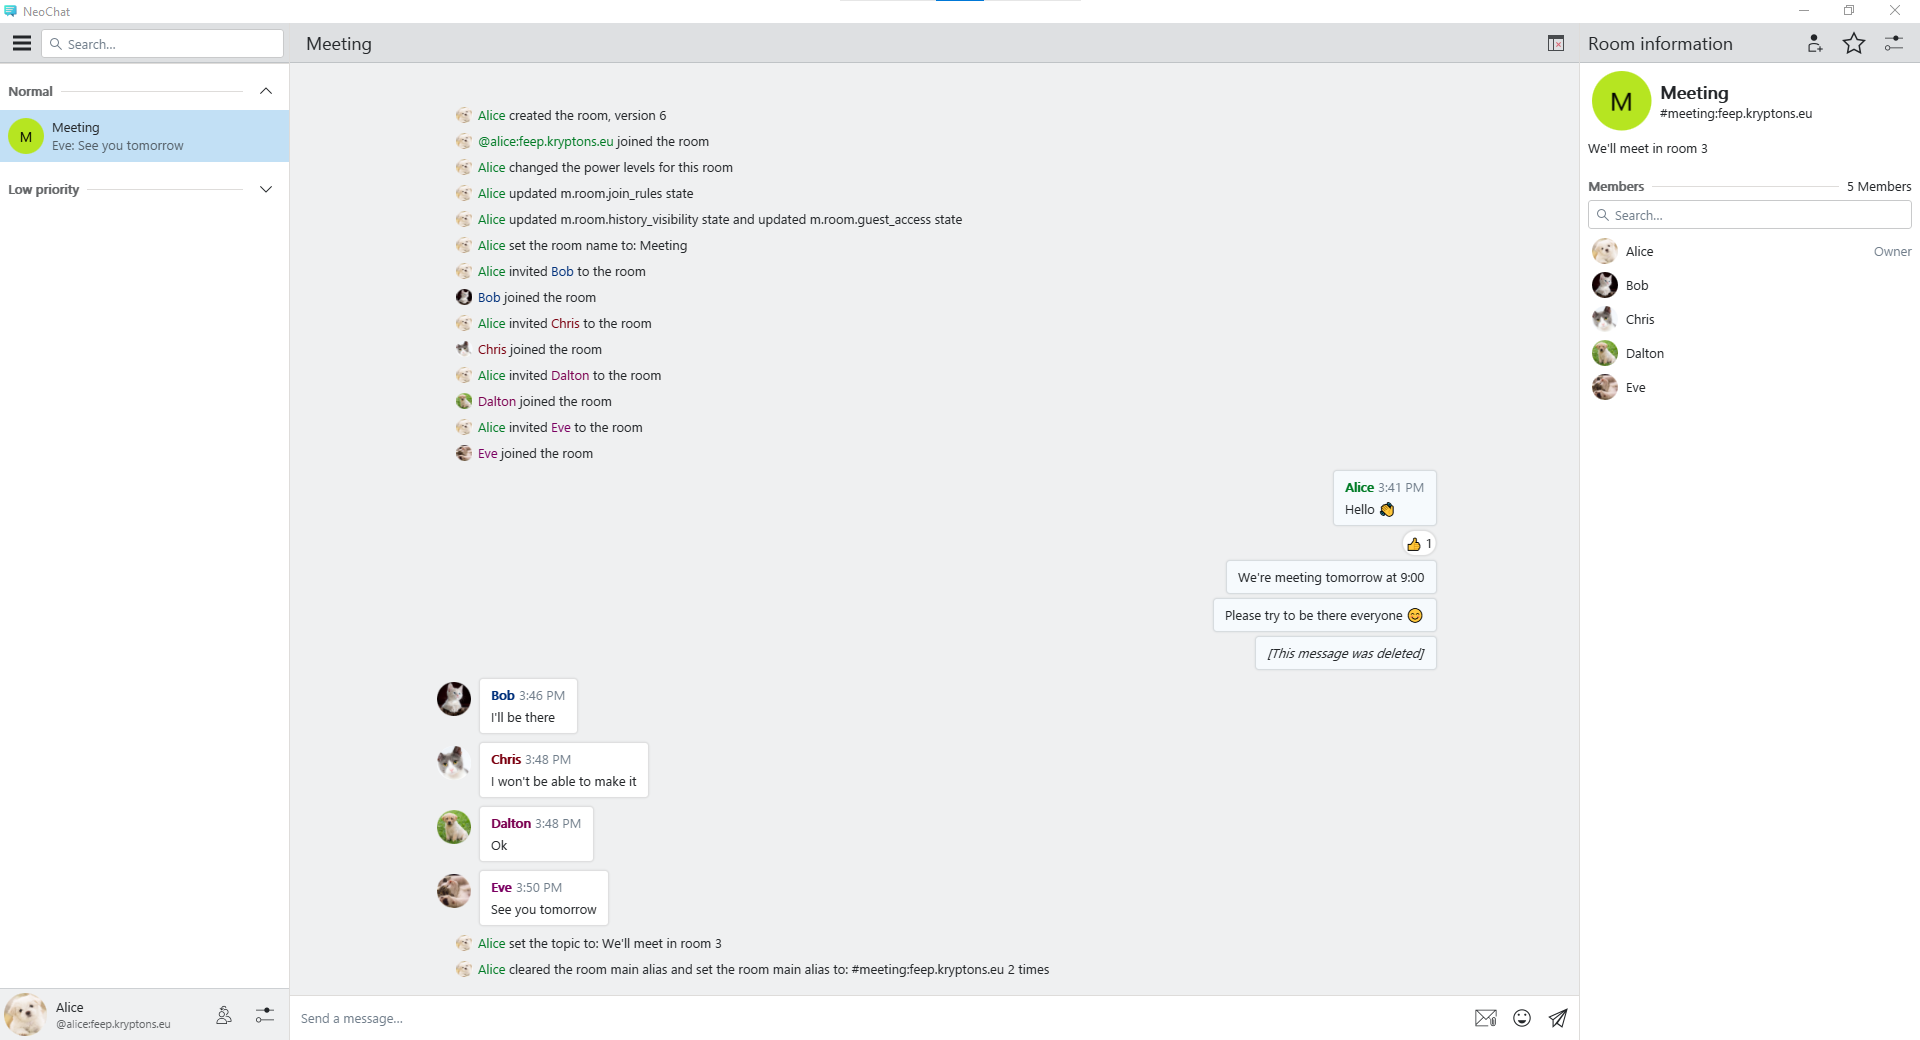 NeoChat
Search...
Meeting
Room information
Normal
M
Meeting
Eve: See you tomorrow
Low priority
Alice created the room, version 6
@alice:feep.kryptons.eu joined the room
Alice changed the power levels for this room
Alice updated m.room.join_rules state
Alice updated m.room.history_visibility state and updated m.room.guest_access state
Alice set the room name to: Meeting
Alice invited Bob to the room
Bob joined the room
Alice invited Chris to the room
Chris joined the room
Alice invited Dalton to the room
Dalton joined the room
Alice invited Eve to the room
Eve joined the room
Alice 3:41 PM
Hello 👏
👍 1
We're meeting tomorrow at 9:00
Please try to be there everyone 😊
[This message was deleted]
Bob 3:46 PM
I'll be there
Chris 3:48 PM
I won't be able to make it
Dalton 3:48 PM
Ok
Eve 3:50 PM
See you tomorrow
Alice set the topic to: We'll meet in room 3
Alice cleared the room main alias and set the room main alias to: #meeting:feep.kryptons.eu 2 times
Send a message...
Alice
@alice:feep.kryptons.eu
M
Meeting
#meeting:feep.kryptons.eu
We'll meet in room 3
Members 5 Members
Search...
Alice Owner
Bob
Chris
Dalton
Eve